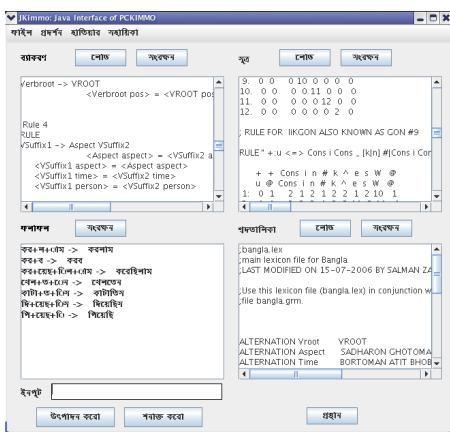 JKimmo: Java Interface of PCKIMMO
ফাইল প্রদর্শন হাতিয়ার সহায়িকা
ব্যাকরণ লোড সংরক্ষন
Verbroot -> VROOT
<Verbroot pos> = <VROOT pos
Rule 4
RULE
VSuffix1 -> Aspect VSuffix2
<Aspect aspect> = <VSuffix2 a
<VSuffix1 aspect> = <Aspect aspect>
<VSuffix1 time> = <VSuffix2 time>
<VSuffix1 person> = <VSuffix2 person>
সূত্র লোড সংরক্ষন
9. 0 0 0 10 0 0 0 0
10. 0 0 0 0 11 0 0 0
11. 0 0 0 0 0 12 0 0
12. 0 0 0 0 0 0 2 0
; RULE FOR IIKGON ALSO KNOWN AS GON #9
RULE "+:u <=> Cons i Cons _ [k|n] #|Cons i Cor
+ + Cons i n # k ^ e s W @
u @ Cons i n # k ^ e s W @
1: 0 1 2 1 2 1 2 2 1 2 10 1
ফলাফল সংরক্ষন
কর+ব -> করব
শব্দতালিকা লোড সংরক্ষন
;bangla.lex
;main lexicon file for Bangla
;LAST MODIFIED ON 15-07-2006 BY SALMAN ZA
;Use this lexicon file (bangla.lex) in conjunction w
;file bangla.grm.
ALTERNATION Vroot VROOT
ALTERNATION Aspect SADHARON GHOTOMA
ALTERNATION Time BORTOMAN ATIT BHOB
ইনপুট
উৎপাদন করো শনাক্ত করো প্রস্থান